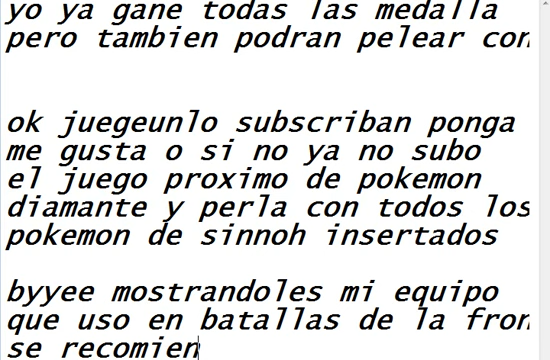 yo ya gane todas las medalla
pero tambien podran pelear con
ok juegeunlo subscriban ponga
me gusta o si no ya no subo
el juego proximo de pokemon
diamante y perla con todos los
pokemon de sinnoh insertados
byyee mostrandoles mi equipo
que uso en batallas de la fron
se recomien